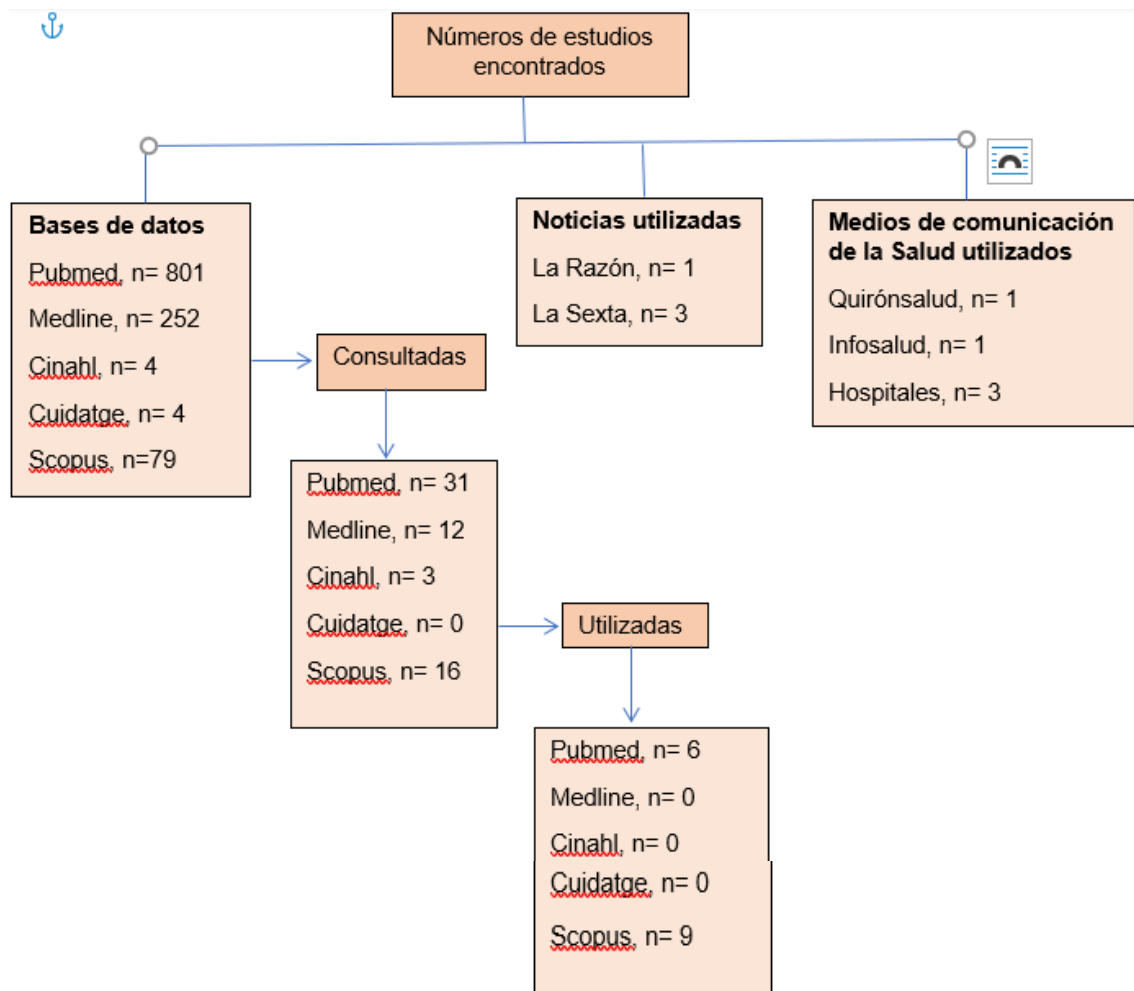 Números de estudios
encontrados
Bases de datos
Pubmed, n= 801
Medline, n= 252
Cinahl, n= 4
Cuidatge, n= 4
Scopus, n=79
Noticias utilizadas
La Razón, n= 1
La Sexta, n= 3
Medios de comunicación
de la Salud utilizados
Quirónsalud, n= 1
Infosalud, n= 1
Hospitales, n= 3
Consultadas
Pubmed, n= 31
Medline, n= 12
Cinahl, n= 3
Cuidatge, n= 0
Scopus, n= 16
Utilizadas
Pubmed, n= 6
Medline, n= 0
Cinahl, n= 0
Cuidatge, n= 0
Scopus, n= 9